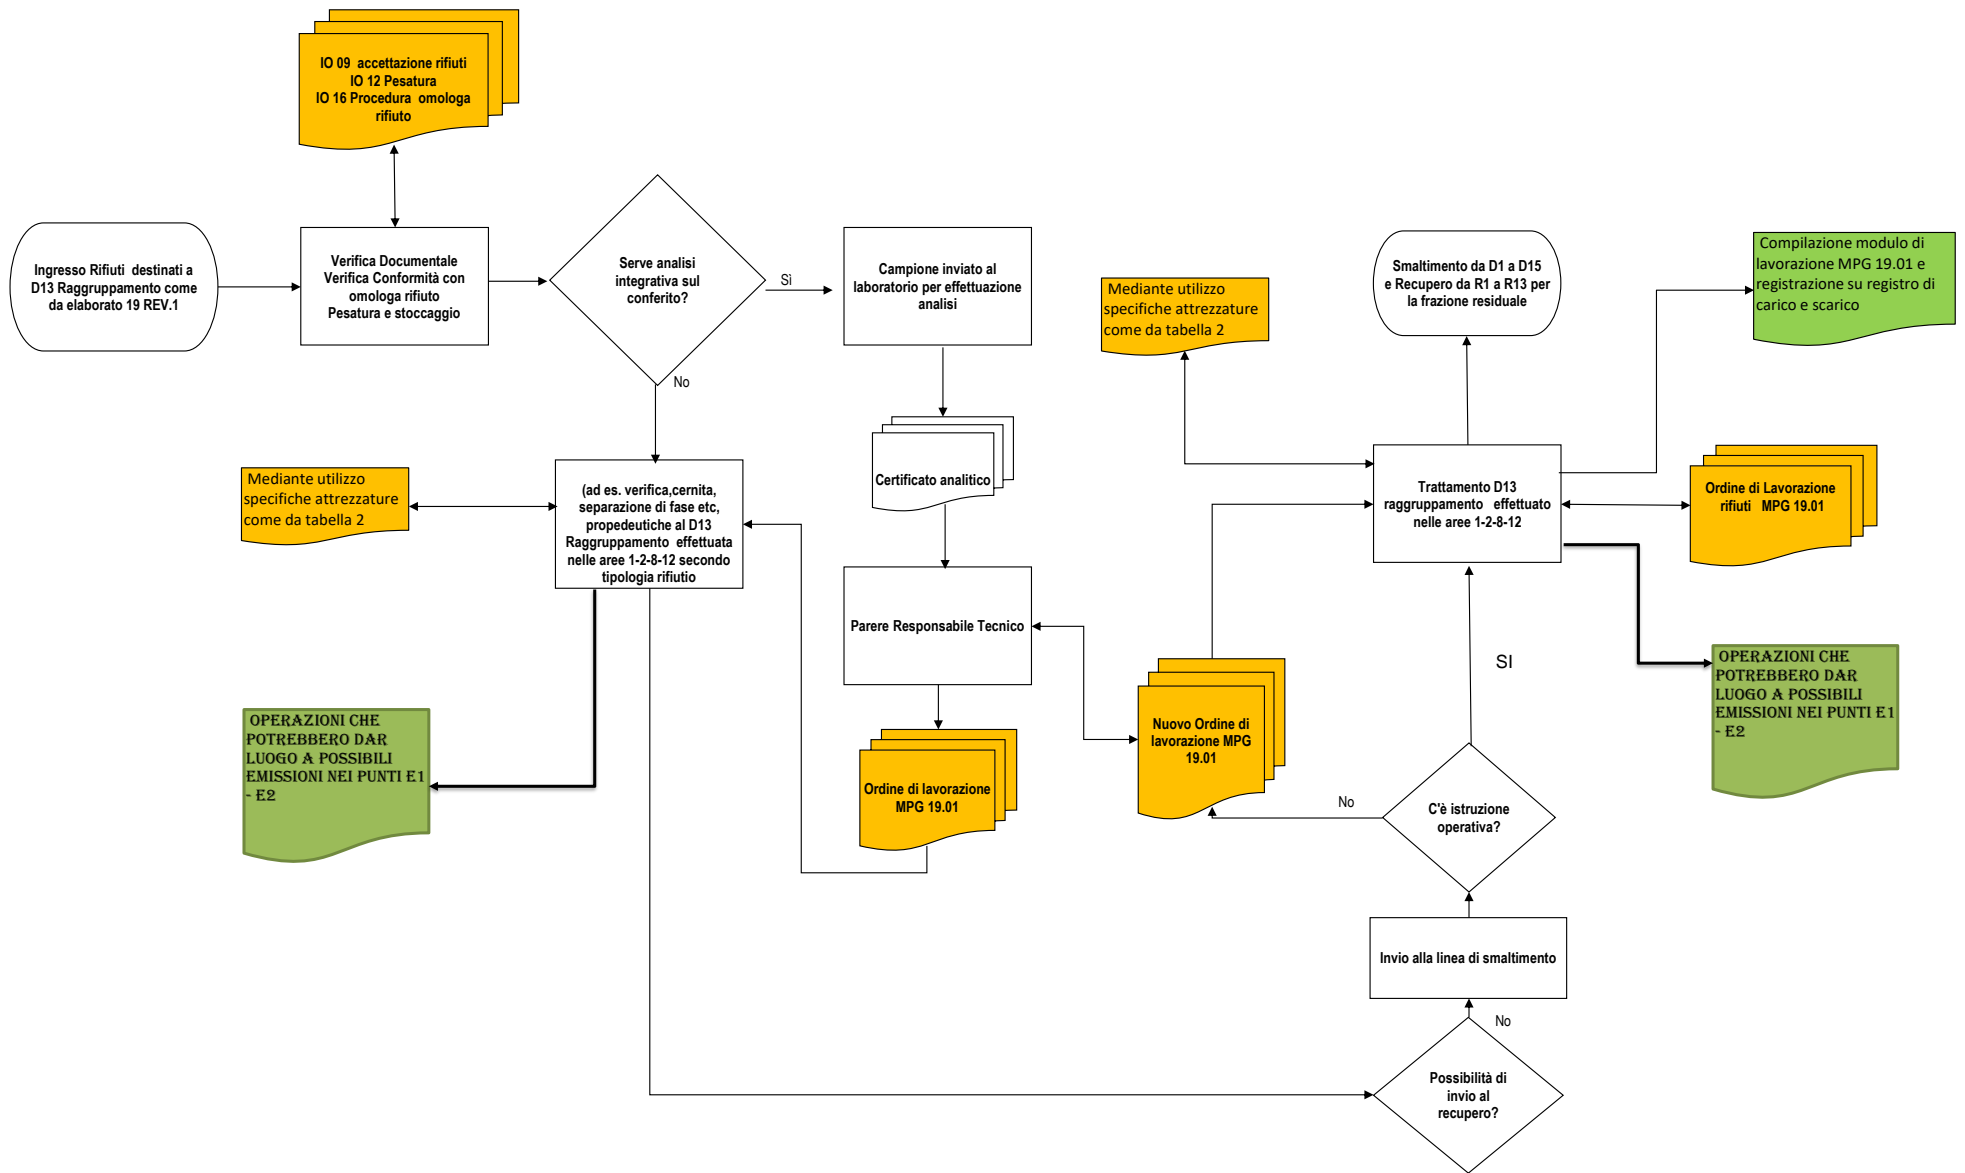 IO 09  accettazione rifiuti
IO 12 Pesatura
IO 16 Procedura  omologa
rifiuto
Ingresso Rifiuti  destinati a
D13 Raggruppamento come
da elaborato 19 REV.1
Verifica Documentale
Verifica Conformità con
omologa rifiuto
Pesatura e stoccaggio
Serve analisi
integrativa sul
conferito?
Sì
No
Campione inviato al
laboratorio per effettuazione
analisi
Mediante utilizzo
specifiche attrezzature
come da tabella 2
Smaltimento da D1 a D15
e Recupero da R1 a R13 per
la frazione residuale
Compilazione modulo di
lavorazione MPG 19.01 e
registrazione su registro di
carico e scarico
Mediante utilizzo
specifiche attrezzature
come da tabella 2
(ad es. verifica,cernita,
separazione di fase etc,
propedeutiche al D13
Raggruppamento  effettuata
nelle aree 1-2-8-12 secondo
tipologia rifiutio
Certificato analitico
Trattamento D13
raggruppamento  effettuato
nelle aree 1-2-8-12
Ordine di Lavorazione
rifiuti  MPG 19.01
Parere Responsabile Tecnico
SI
OPERAZIONI CHE
POTREBBERO DAR
LUOGO A POSSIBILI
EMISSIONI NEI PUNTI E1
- E2
Nuovo Ordine di
lavorazione MPG
19.01
OPERAZIONI CHE
POTREBBERO DAR
LUOGO A POSSIBILI
EMISSIONI NEI PUNTI E1
- E2
Ordine di lavorazione
MPG 19.01
No
C'è istruzione
operativa?
Invio alla linea di smaltimento
No
Possibilità di
invio al
recupero?